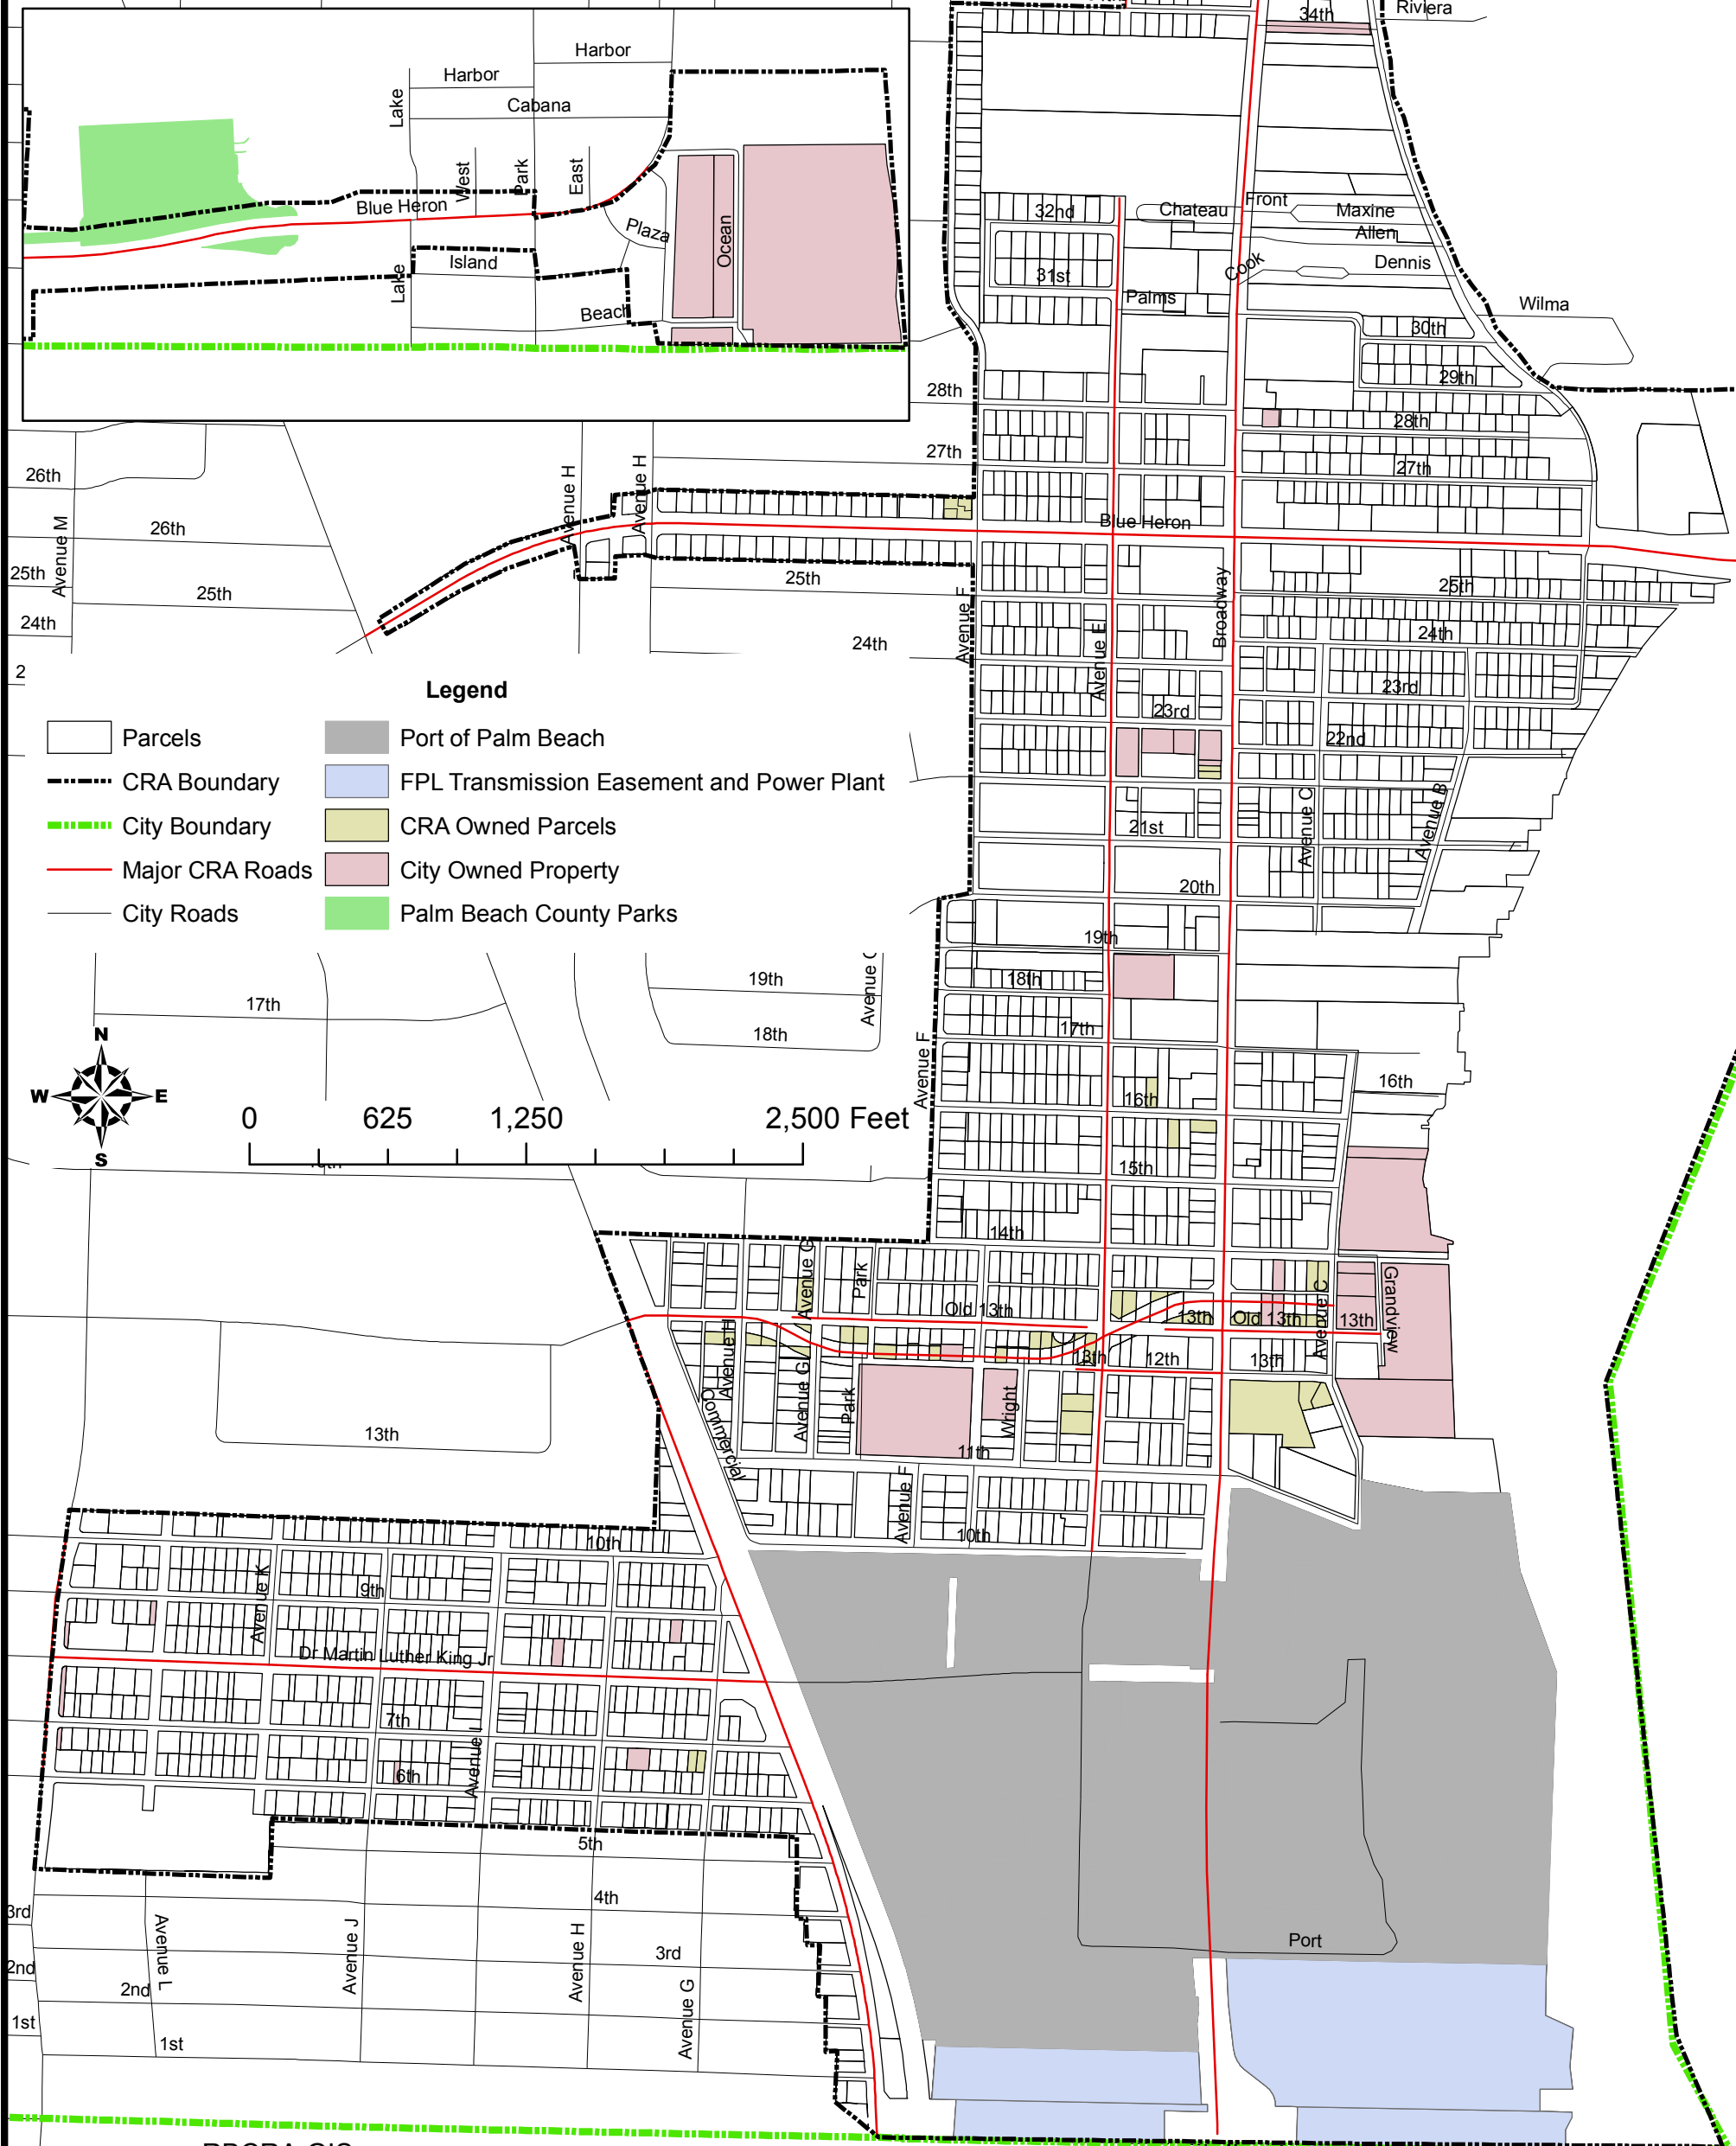 34th
Riviera
Harbor
Harbor
Lake
Cabana
West
Park
East
Blue Heron
Plaza
Ocean
Island
Lake
Beach
32nd
Chateau
Front
Maxine
Allen
31st
Cook
Dennis
Palms
Wilma
30th
29th
28th
28th
27th
27th
26th
Avenue H
Avenue H
Avenue M
26th
Blue Heron
25th
25th
25th
25th
24th
24th
24th
Avenue F
Avenue E
Broadway
2
23rd
23rd
22nd
21st
Avenue C
Avenue B
20th
Legend
Parcels
Port of Palm Beach
CRA Boundary
FPL Transmission Easement and Power Plant
City Boundary
CRA Owned Parcels
Major CRA Roads
City Owned Property
City Roads
Palm Beach County Parks
19th
19th
18th
17th
17th
18th
Avenue F
16th
16th
15th
14th
N
W
E
S
0
625
1,250
2,500 Feet
Avenue G
Park
Old 13th
13th
Old 13th
13th
Avenue C
Grandview
Avenue H
Avenue G
Park
13th
12th
13th
Wright
Commercial
13th
11th
Avenue F
10th
10th
Avenue K
9th
Dr Martin Luther King Jr
7th
Avenue I
6th
5th
4th
3rd
Avenue L
Avenue J
Avenue H
3rd
2nd
2nd
Avenue G
1st
1st
Port
RBCRA GIS